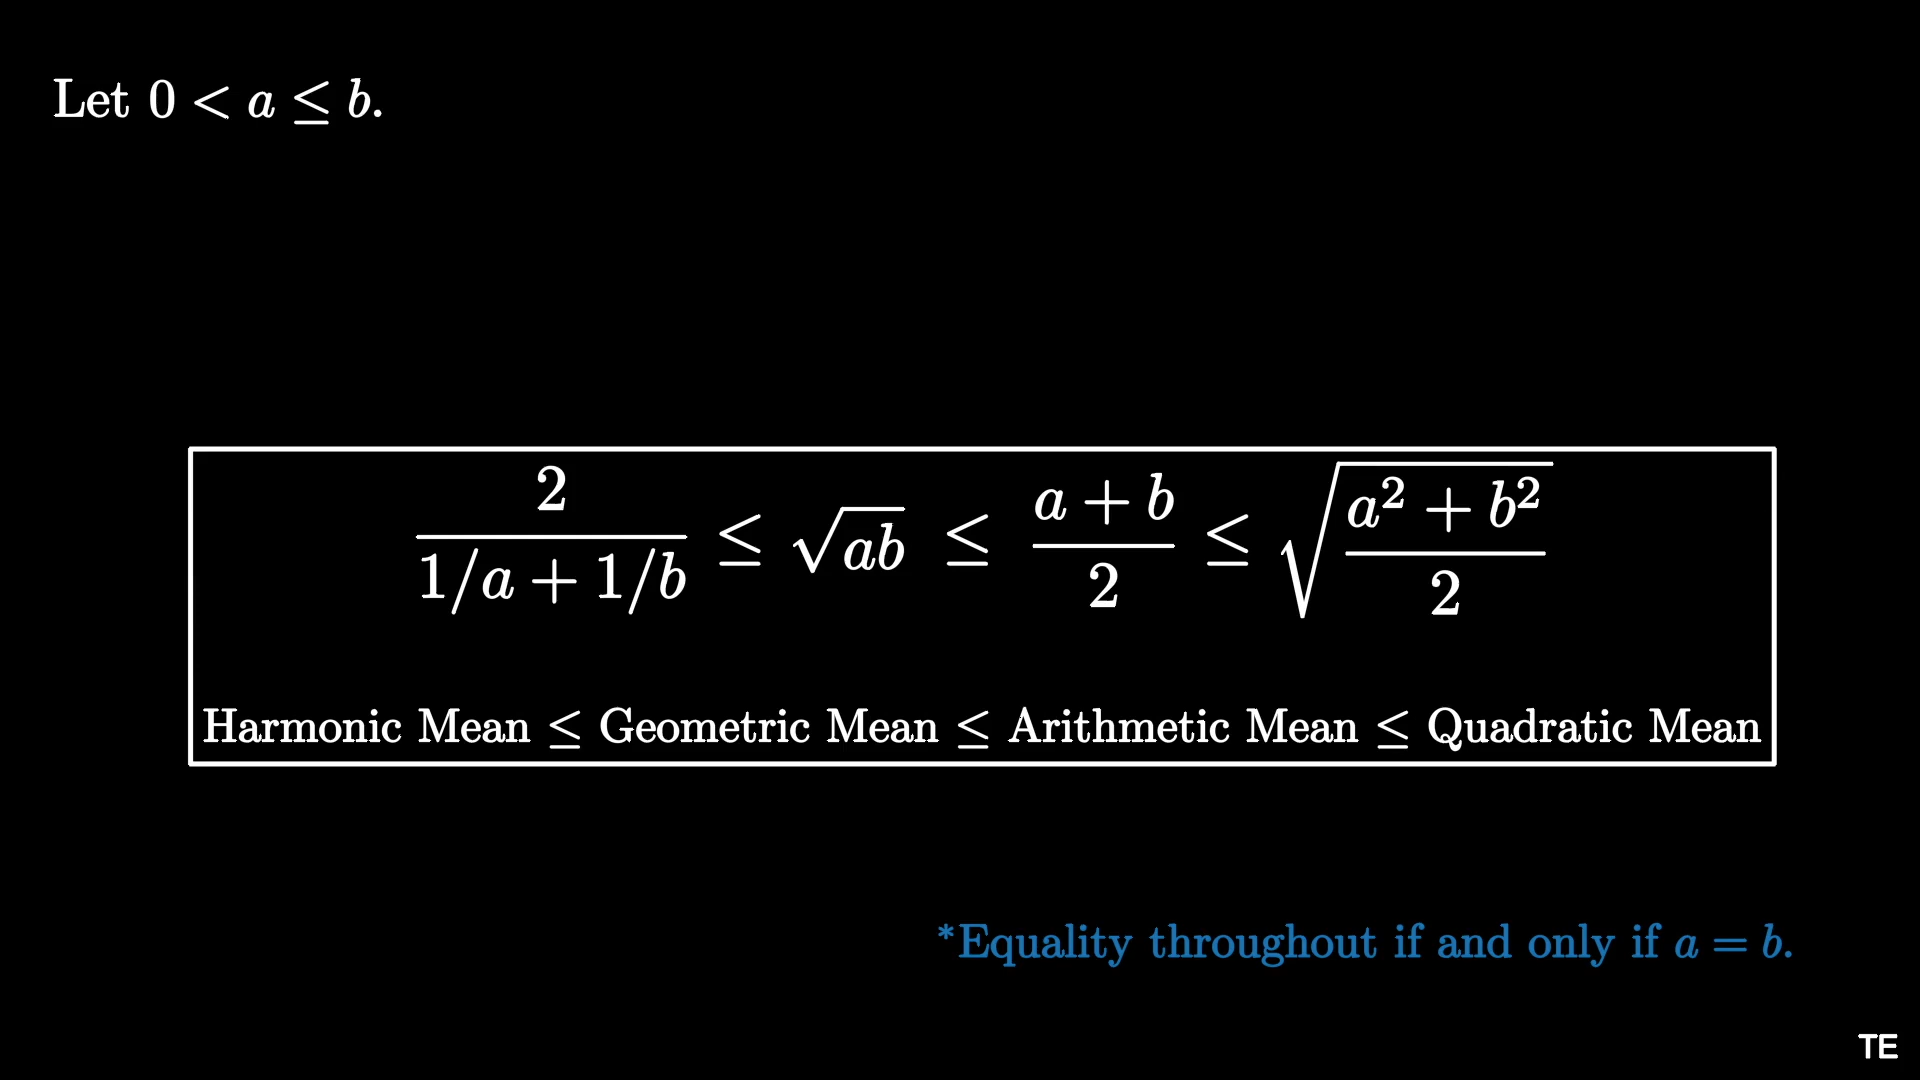 Let 0 < a ≤ b.
2/(1/a + 1/b) ≤ √(ab) ≤ (a + b)/2 ≤ √((a² + b²)/2)
Harmonic Mean ≤ Geometric Mean ≤ Arithmetic Mean ≤ Quadratic Mean
*Equality throughout if and only if a = b.
TE